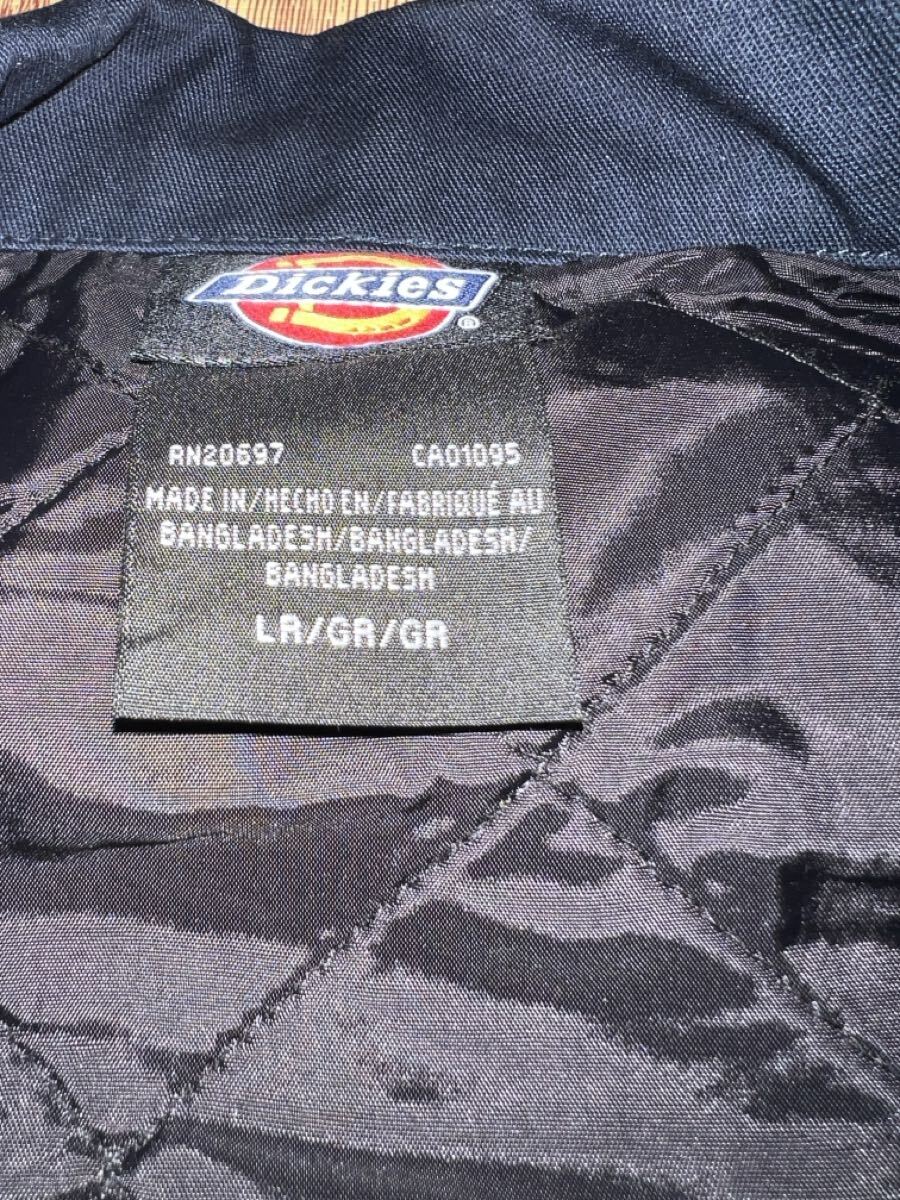 Dickies
®
RN20697 CA01095
MADE IN/HECHO EN/FABRIQUÉ AU
BANGLADESH/BANGLADESH/
BANGLADESH
LR/GR/GR